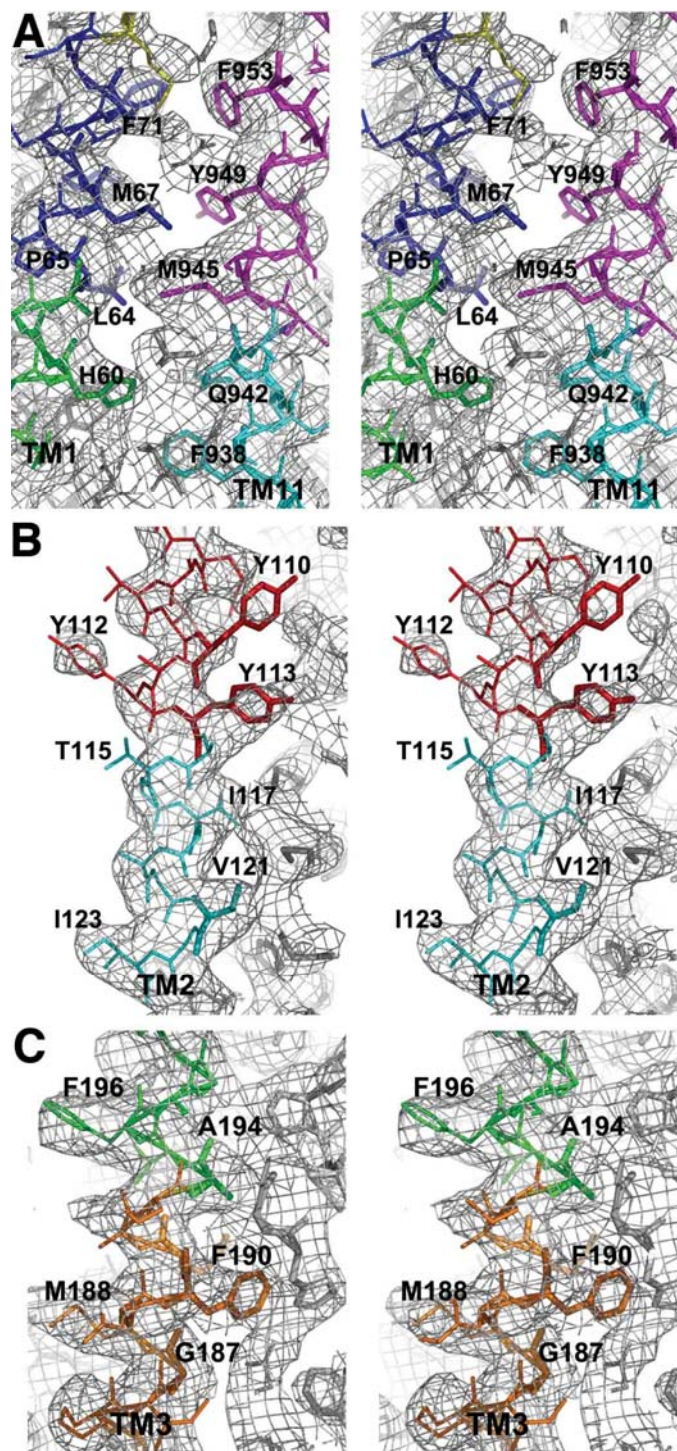 A
F953 F953
F71 F71
M67 Y949 M67 Y949
P65 M945 P65 M945
L64 L64
H60 Q942 H60 Q942
TM1 F938 TM1 F938
TM11 TM11
B
Y110 Y110
Y112 Y112
Y113 Y113
T115 T115
I117 I117
V121 V121
I123 I123
TM2 TM2
C
F196 F196
A194 A194
F190 F190
M188 M188
G187 G187
TM3 TM3